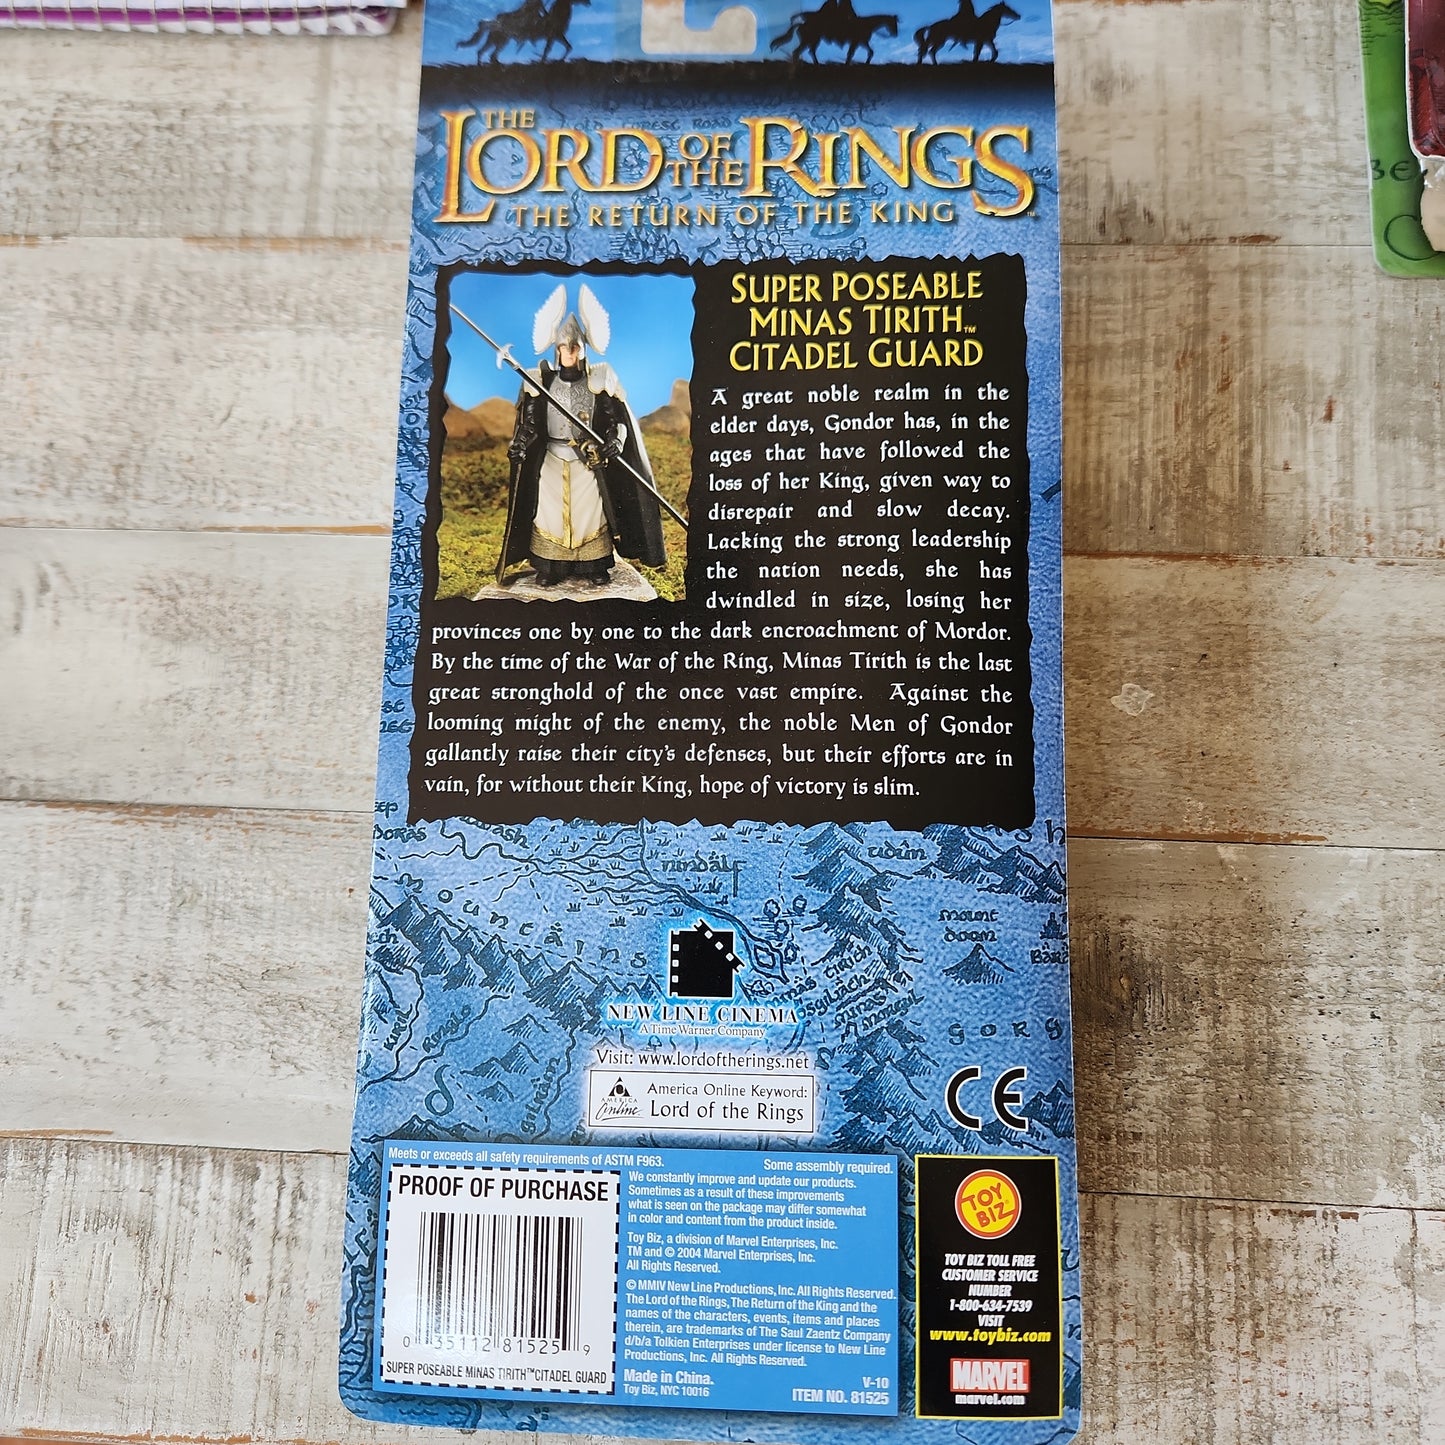 THE
LORD OF THE RINGS
THE RETURN OF THE KING
SUPER POSEABLE
MINAS TIRITH™
CITADEL GUARD
A great noble realm in the
elder days, Gondor has, in the
ages that have followed the
loss of her King, given way to
disrepair and slow decay.
Lacking the strong leadership
the nation needs, she has
dwindled in size, losing her
provinces one by one to the dark encroachment of Mordor.
By the time of the War of the Ring, Minas Tirith is the last
great stronghold of the once vast empire. Against the
looming might of the enemy, the noble Men of Gondor
gallantly raise their city's defenses, but their efforts are in
vain, for without their King, hope of victory is slim.
nindalf
udûn
mount
doom
mountains
cirith
osgiliath
minas
morgul
gorg
NEW LINE CINEMA
A Time Warner Company
Visit: www.lordoftherings.net
AMERICA
Online
America Online Keyword:
Lord of the Rings
CE
Meets or exceeds all safety requirements of ASTM F963.
Some assembly required.
PROOF OF PURCHASE
0 35112 81525 9
SUPER POSEABLE MINAS TIRITH™CITADEL GUARD
We constantly improve and update our products.
Sometimes as a result of these improvements
what is seen on the package may differ somewhat
in color and content from the product inside.
Toy Biz, a division of Marvel Enterprises, Inc.
TM and © 2004 Marvel Enterprises, Inc.
All Rights Reserved.
© MMIV New Line Productions, Inc. All Rights Reserved.
The Lord of the Rings, The Return of the King and the
names of the characters, events, items and places
therein, are trademarks of The Saul Zaentz Company
d/b/a Tolkien Enterprises under license to New Line
Productions, Inc. All Rights Reserved.
Made in China.
Toy Biz, NYC 10016
V-10
ITEM NO. 81525
TOY
BIZ
TOY BIZ TOLL FREE
CUSTOMER SERVICE
NUMBER
1-800-634-7539
VISIT
www.toybiz.com
MARVEL
marvel.com